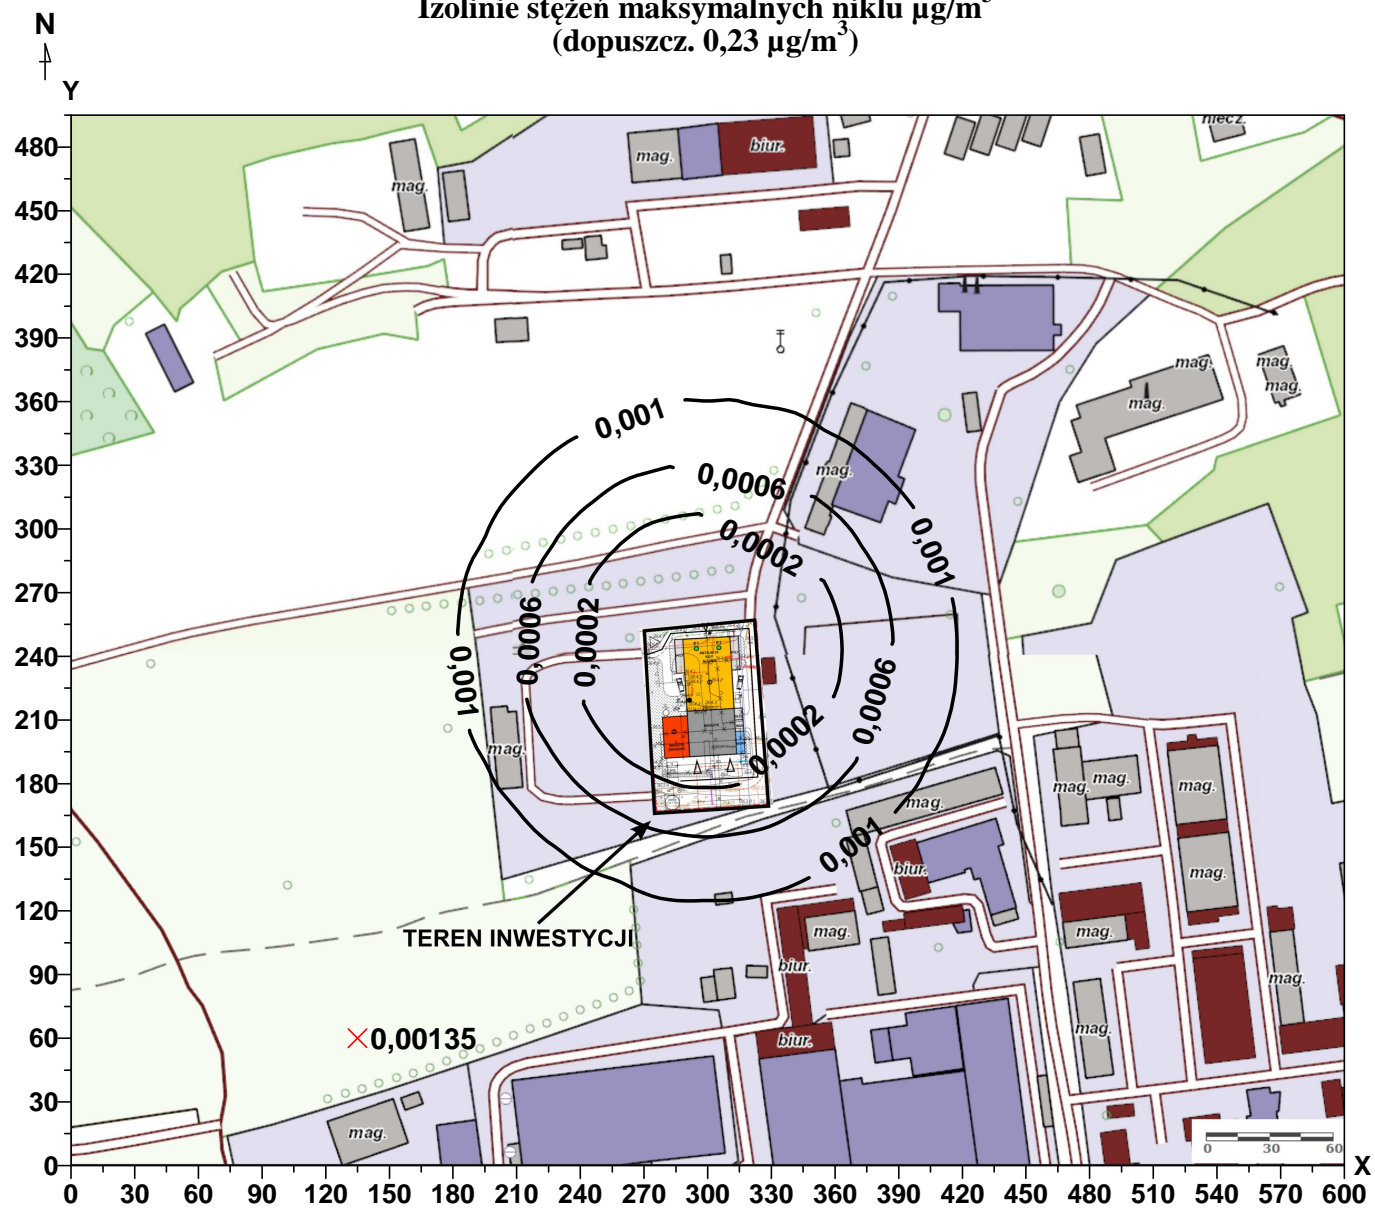 Izolinie stężeń maksymalnych niklu µg/m³
(dopuszcz. 0,23 µg/m³)
N
Y
480
450
420
390
360
330
300
270
240
210
180
150
120
90
60
30
0
mag.
mag.
biur.
niecz.
mag.
mag.
mag.
mag.
mag.
0,001
0,0006
0,0002
0,001
0,0006
0,0002
0,001
0,0006
0,0002
mag.
mag.
mag.
mag.
mag.
0,001
biur.
mag.
TEREN INWESTYCJI
mag.
mag.
biur.
mag.
0,00135
biur.
mag.
mag.
0 30 60
0 30 60 90 120 150 180 210 240 270 300 330 360 390 420 450 480 510 540 570 600
X